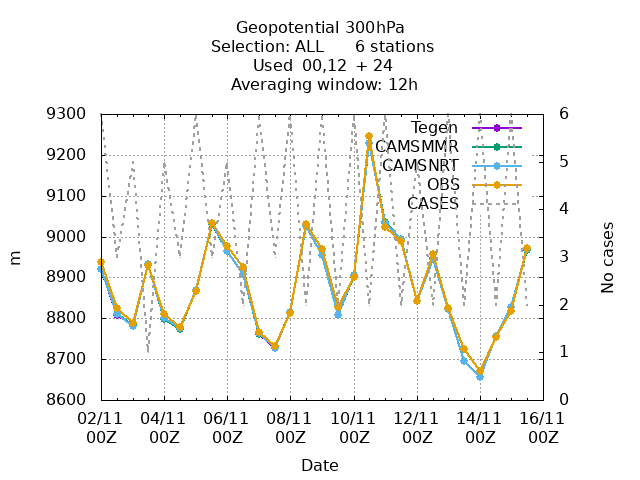 Geopotential 300hPa
Selection: ALL 6 stations
Used 00,12 + 24
Averaging window: 12h
9300
9200
9100
9000
8900
8800
8700
8600
m
6
5
4
3
2
1
0
No cases
Tegen
CAMSMMR
CAMSNRT
OBS
CASES
02/11 04/11 06/11 08/11 10/11 12/11 14/11 16/11
00Z 00Z 00Z 00Z 00Z 00Z 00Z 00Z
Date